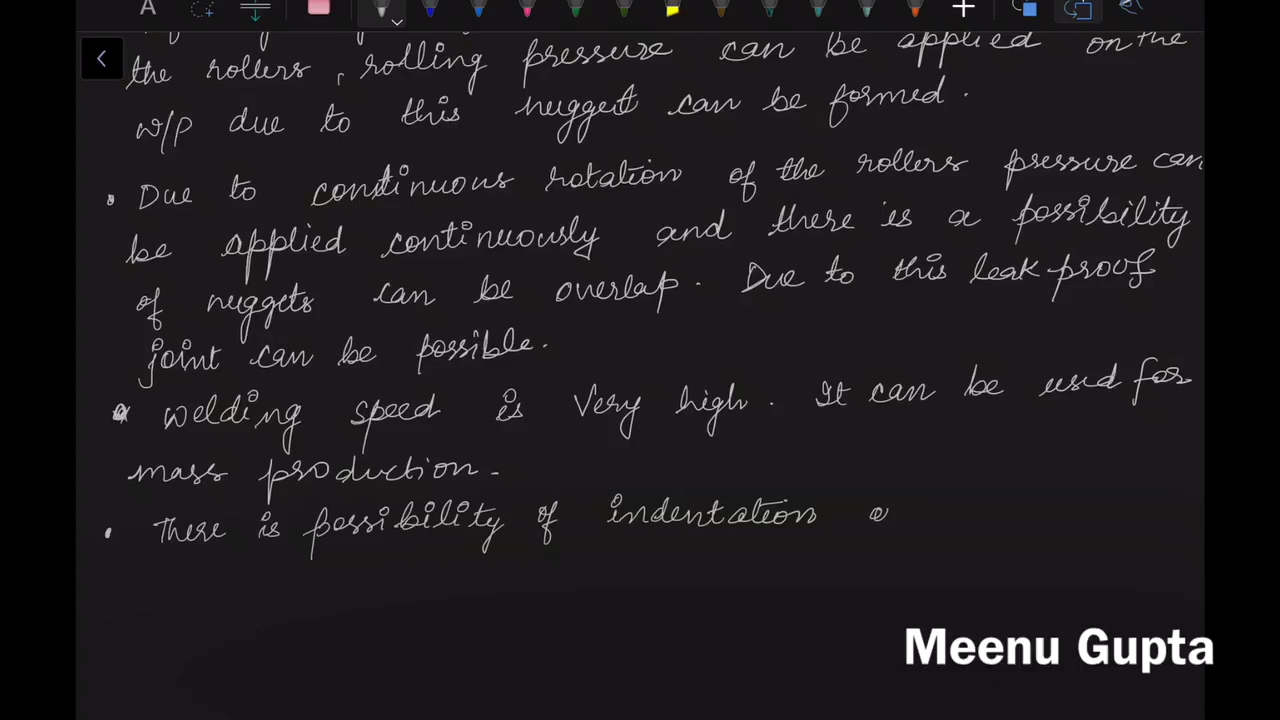 A
the rollers, rolling pressure can be applied on the
w/p due to this nugget can be formed.
• Due to continuous rotation of the rollers pressure can
be applied continuously and there is a possibility
of nuggets can be overlap. Due to this leak proof
joint can be possible.
• Welding speed is very high. It can be used for
mass production.
• There is possibility of indentation o
Meenu Gupta